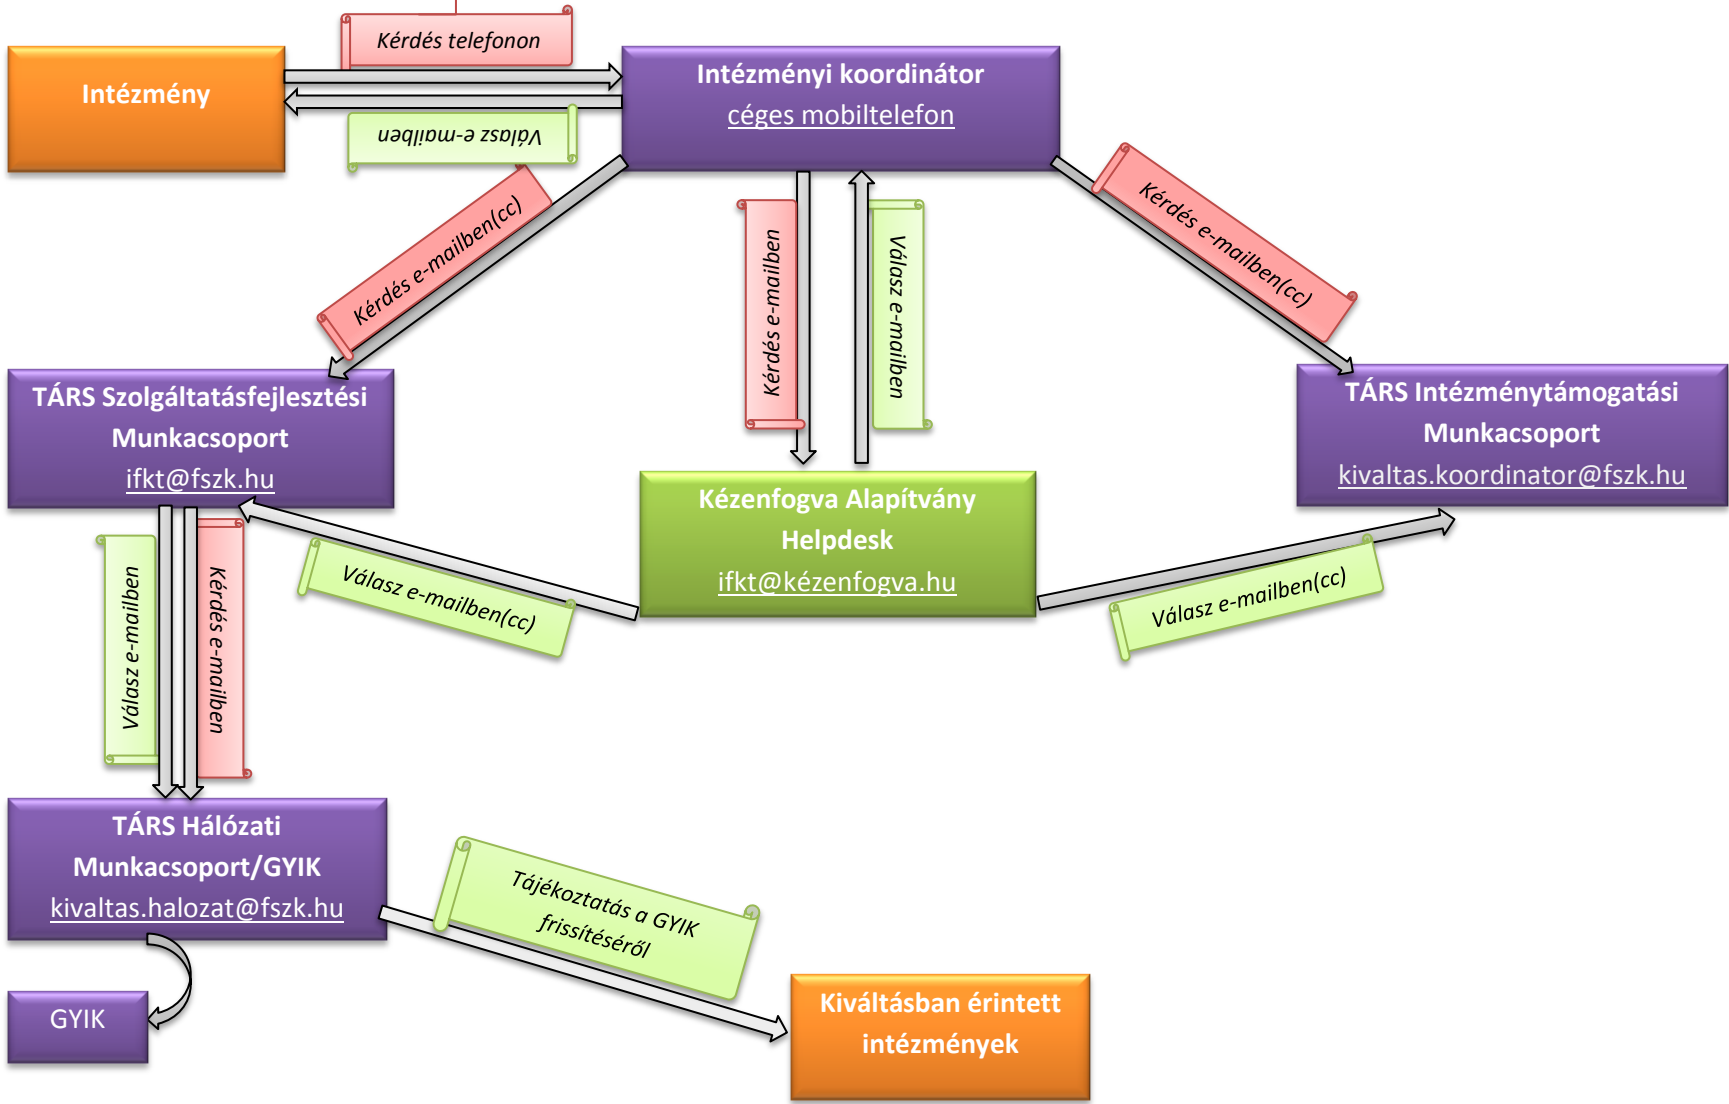 Kérdés telefonon
Intézmény
Intézményi koordinátor
céges mobiltelefon
Válasz e-mailben
Kérdés e-mailben(cc)
Kérdés e-mailben
Válasz e-mailben
Kérdés e-mailben(cc)
TÁRS Szolgáltatásfejlesztési
Munkacsoport
ifkt@fszk.hu
TÁRS Intézménytámogatási
Munkacsoport
kivaltas.koordinator@fszk.hu
Kézenfogva Alapítvány
Helpdesk
ifkt@kézenfogva.hu
Válasz e-mailben(cc)
Válasz e-mailben(cc)
Válasz e-mailben
Kérdés e-mailben
TÁRS Hálózati
Munkacsoport/GYIK
kivaltas.halozat@fszk.hu
Tájékoztatás a GYIK
frissítéséről
GYIK
Kiváltásban érintett
intézmények